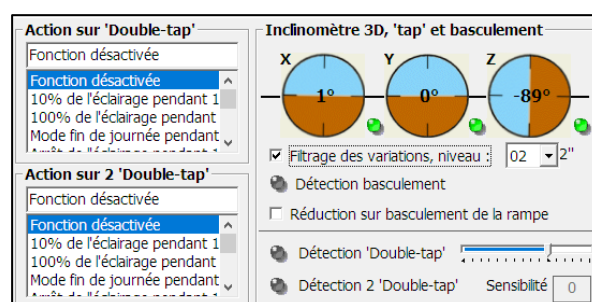 Action sur 'Double-tap'
Fonction désactivée
Fonction désactivée
10% de l'éclairage pendant 1
100% de l'éclairage pendant
Mode fin de journée pendant
Action sur 2 'Double-tap'
Fonction désactivée
Fonction désactivée
10% de l'éclairage pendant 1
100% de l'éclairage pendant
Mode fin de journée pendant
Inclinomètre 3D, 'tap' et basculement
X Y Z
1° 0° -89°
Filtrage des variations, niveau : 02 2"
Détection basculement
Réduction sur basculement de la rampe
Détection 'Double-tap'
Détection 2 'Double-tap' Sensibilité 0